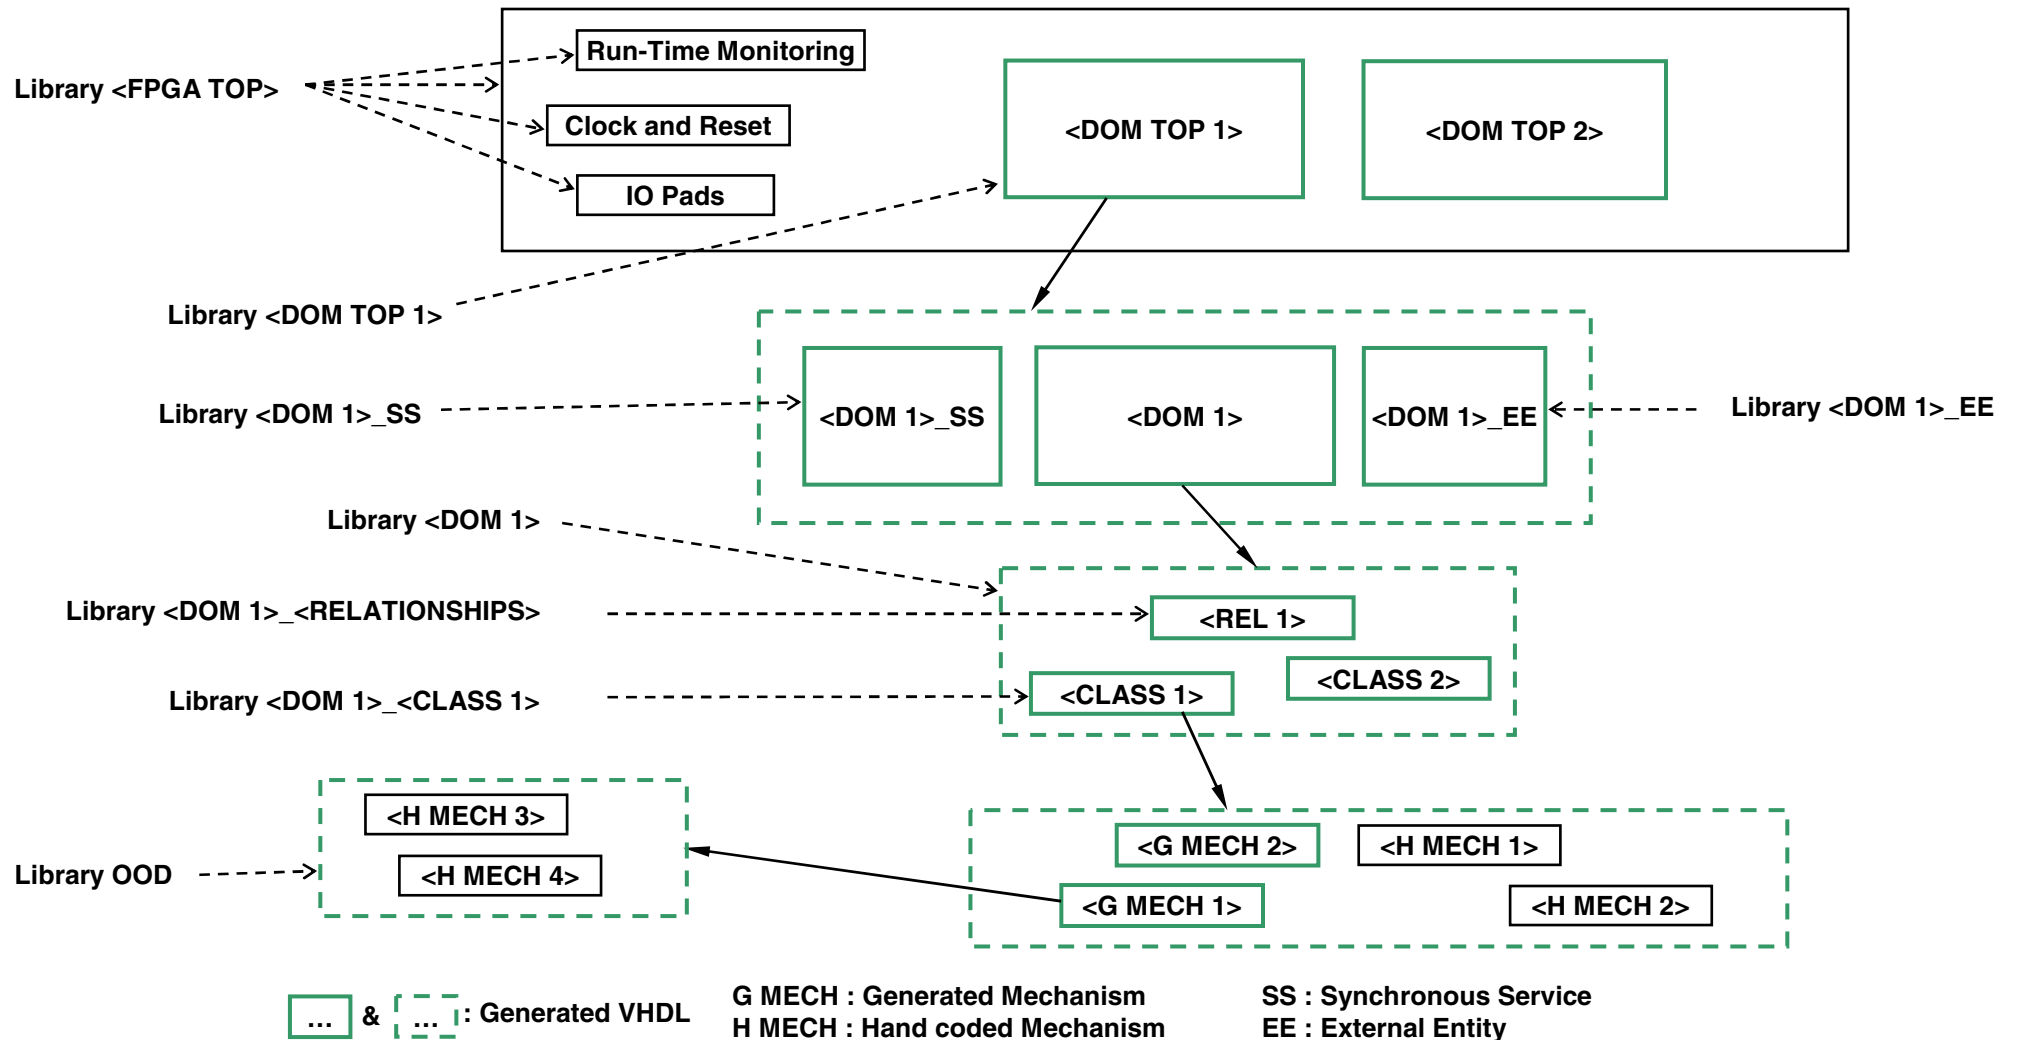 Run-Time Monitoring
Library <FPGA TOP>
Clock and Reset
<DOM TOP 1>
<DOM TOP 2>
IO Pads
Library <DOM TOP 1>
Library <DOM 1>_SS
<DOM 1>_SS
<DOM 1>
<DOM 1>_EE
Library <DOM 1>_EE
Library <DOM 1>
Library <DOM 1>_<RELATIONSHIPS>
<REL 1>
Library <DOM 1>_<CLASS 1>
<CLASS 1>
<CLASS 2>
<H MECH 3>
<H MECH 4>
Library OOD
<G MECH 2>
<H MECH 1>
<G MECH 1>
<H MECH 2>
... & ... : Generated VHDL
G MECH : Generated Mechanism
H MECH : Hand coded Mechanism
SS : Synchronous Service
EE : External Entity